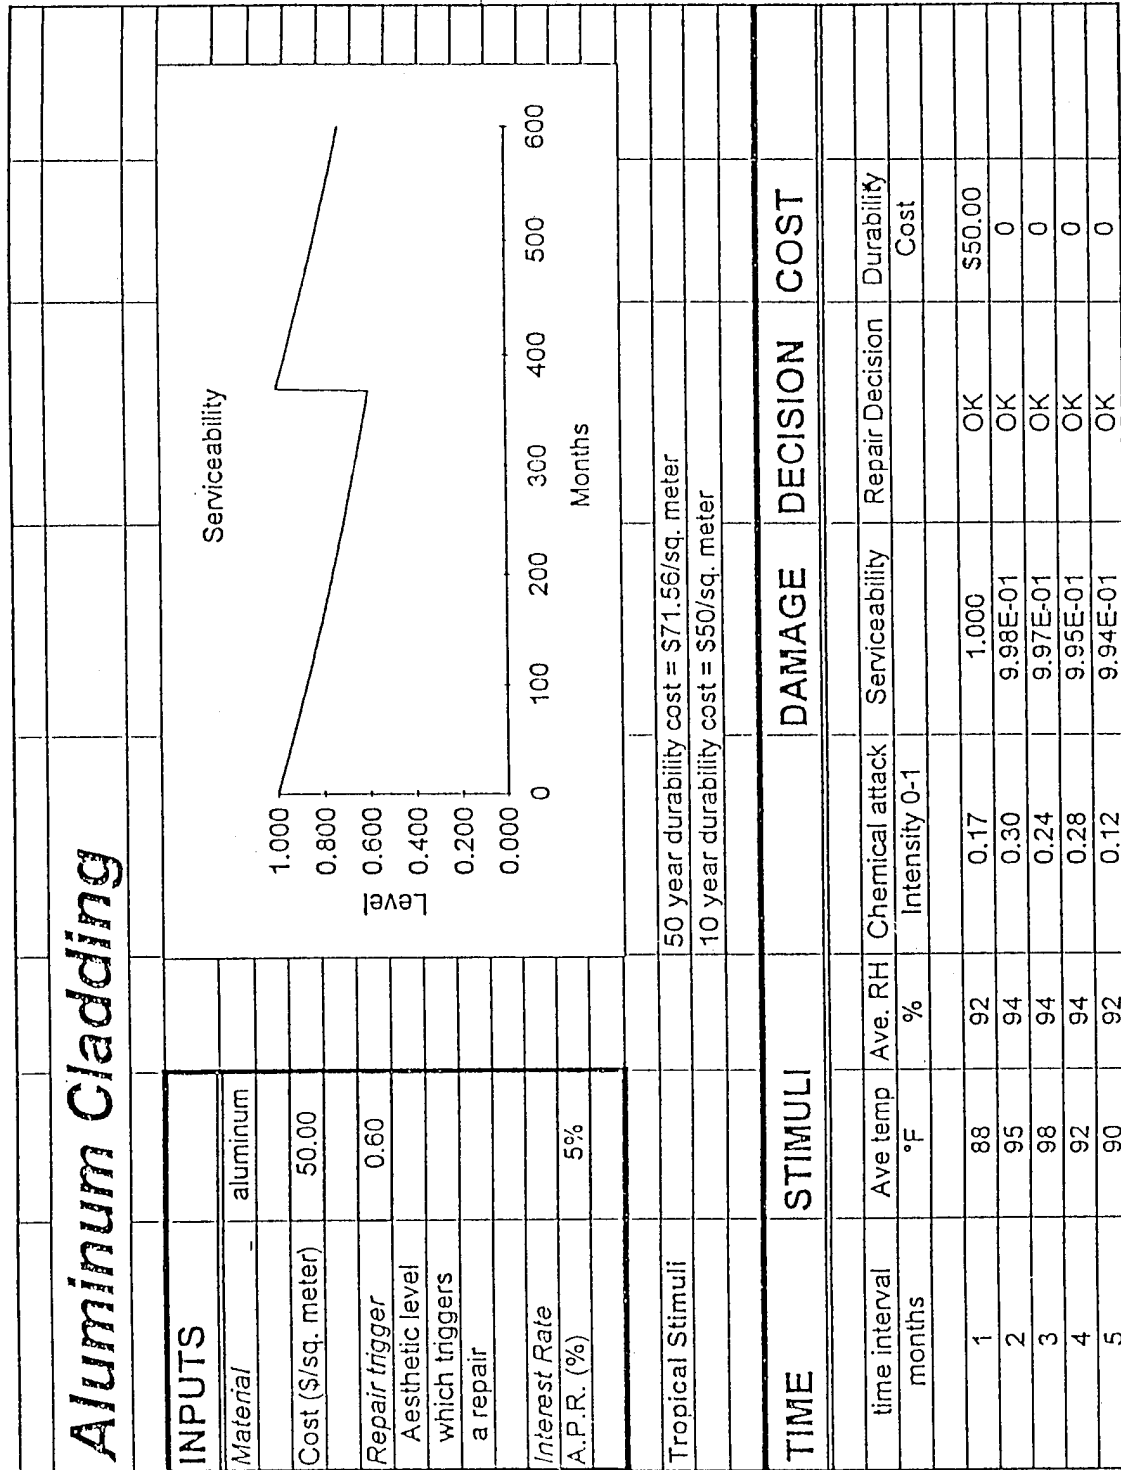 Aluminum Cladding
INPUTS
Material aluminum
Cost ($/sq. meter) 50.00
Repair trigger 0.60
Aesthetic level
which triggers
a repair
Interest Rate
A.P.R. (%) 5%
Serviceability
Level
1.000
0.800
0.600
0.400
0.200
0.000
0 100 200 300 400 500 600
Months
Tropical Stimuli
50 year durability cost = $71.56/sq. meter
10 year durability cost = $50/sq. meter
TIME STIMULI DAMAGE DECISION COST
time interval Ave temp Ave. RH Chemical attack Serviceability Repair Decision Durability
months °F % Intensity 0-1 Cost
1 88 92 0.17 1.000 OK $50.00
2 95 94 0.30 9.98E-01 OK 0
3 98 94 0.24 9.97E-01 OK 0
4 92 94 0.28 9.95E-01 OK 0
5 90 92 0.12 9.94E-01 OK 0